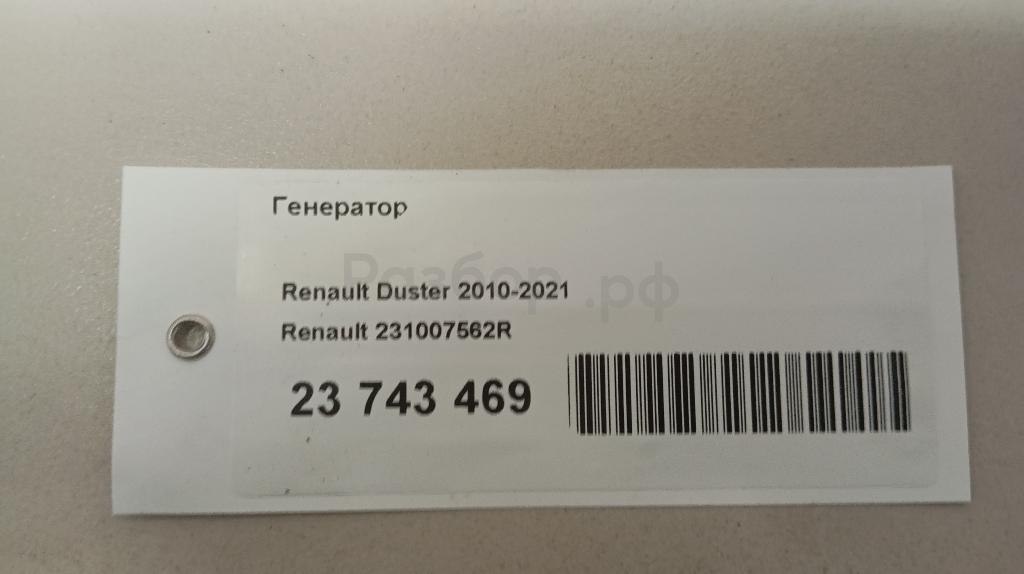 Генератор
Разбор.рф
Renault Duster 2010-2021
Renault 231007562R
23 743 469